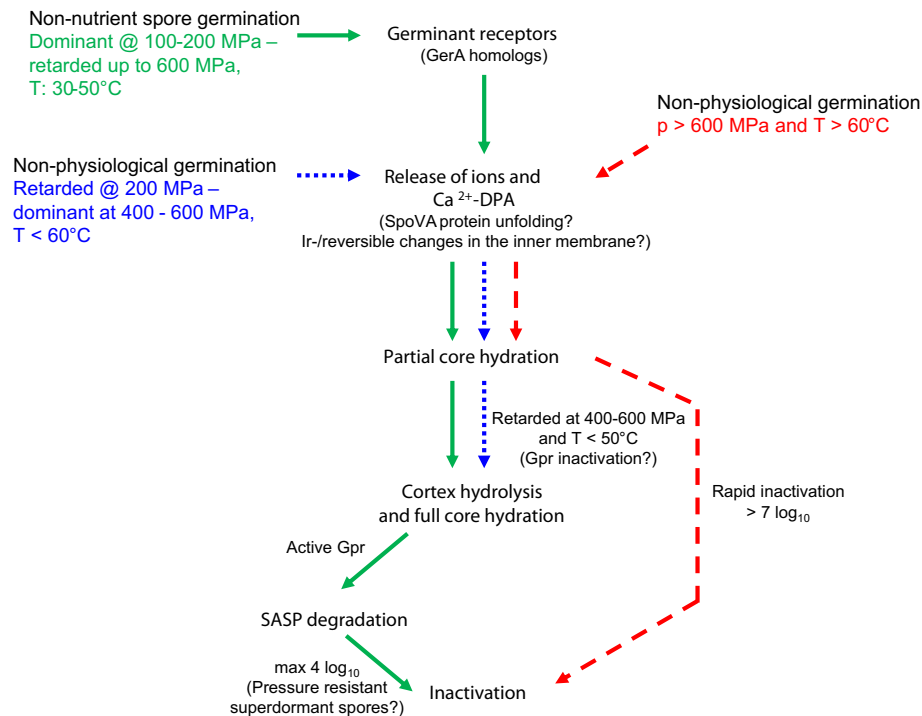 Non-nutrient spore germination
Dominant @ 100-200 MPa –
retarded up to 600 MPa,
T: 30-50°C
Germinant receptors
(GerA homologs)
Non-physiological germination
p > 600 MPa and T > 60°C
Non-physiological germination
Retarded @ 200 MPa –
dominant at 400 - 600 MPa,
T < 60°C
Release of ions and
Ca 2+-DPA
(SpoVA protein unfolding?
Ir-/reversible changes in the inner membrane?)
Partial core hydration
Retarded at 400-600 MPa
and T < 50°C
(Gpr inactivation?)
Cortex hydrolysis
and full core hydration
Rapid inactivation
> 7 log10
Active Gpr
SASP degradation
max 4 log10
(Pressure resistant
superdormant spores?)
Inactivation